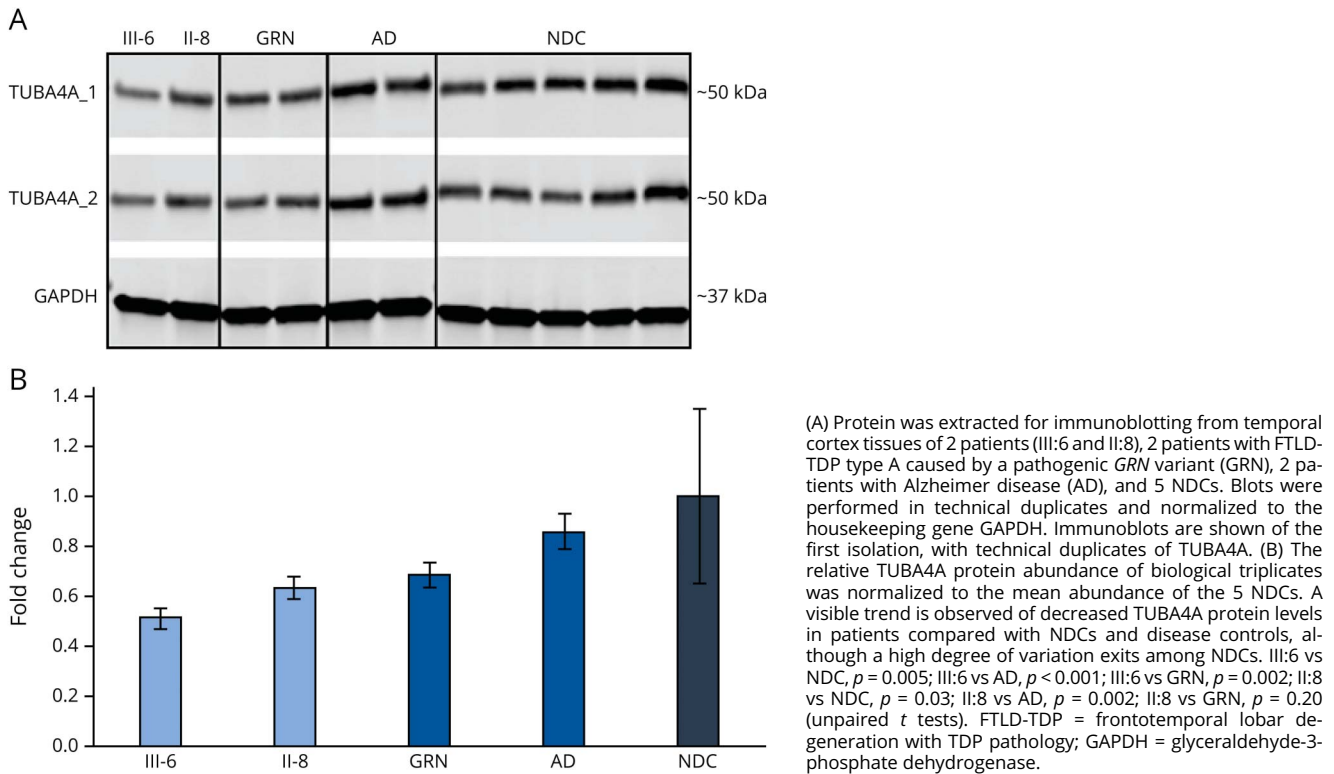 A
III-6 II-8 GRN AD NDC
TUBA4A_1 ~50 kDa
TUBA4A_2 ~50 kDa
GAPDH ~37 kDa
B
1.4
1.2
1.0
0.8
0.6
0.4
0.2
0.0
Fold change
III-6 II-8 GRN AD NDC
(A) Protein was extracted for immunoblotting from temporal
cortex tissues of 2 patients (III:6 and II:8), 2 patients with FTLD-
TDP type A caused by a pathogenic GRN variant (GRN), 2 pa-
tients with Alzheimer disease (AD), and 5 NDCs. Blots were
performed in technical duplicates and normalized to the
housekeeping gene GAPDH. Immunoblots are shown of the
first isolation, with technical duplicates of TUBA4A. (B) The
relative TUBA4A protein abundance of biological triplicates
was normalized to the mean abundance of the 5 NDCs. A
visible trend is observed of decreased TUBA4A protein levels
in patients compared with NDCs and disease controls, al-
though a high degree of variation exits among NDCs. III:6 vs
NDC, p = 0.005; III:6 vs AD, p < 0.001; III:6 vs GRN, p = 0.002; II:8
vs NDC, p = 0.03; II:8 vs AD, p = 0.002; II:8 vs GRN, p = 0.20
(unpaired t tests). FTLD-TDP = frontotemporal lobar de-
generation with TDP pathology; GAPDH = glyceraldehyde-3-
phosphate dehydrogenase.